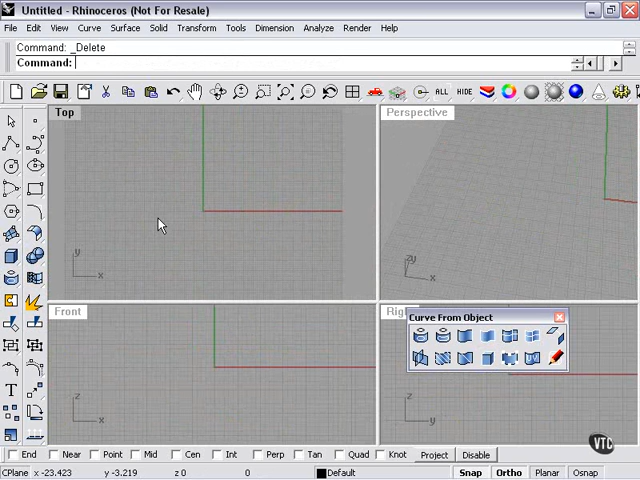 Untitled - Rhinoceros (Not For Resale)
File Edit View Curve Surface Solid Transform Tools Dimension Analyze Render Help
Command: _Delete
Command:
ALL HIDE
Top
Perspective
y
x
zy
x
Front
Rig
Curve From Object
z
x
z
y
T
VTC
End Near Point Mid Cen Int Perp Tan Quad Knot Project Disable
CPlane x -23.423 y -3.219 z 0 0 Default Snap Ortho Planar Osnap